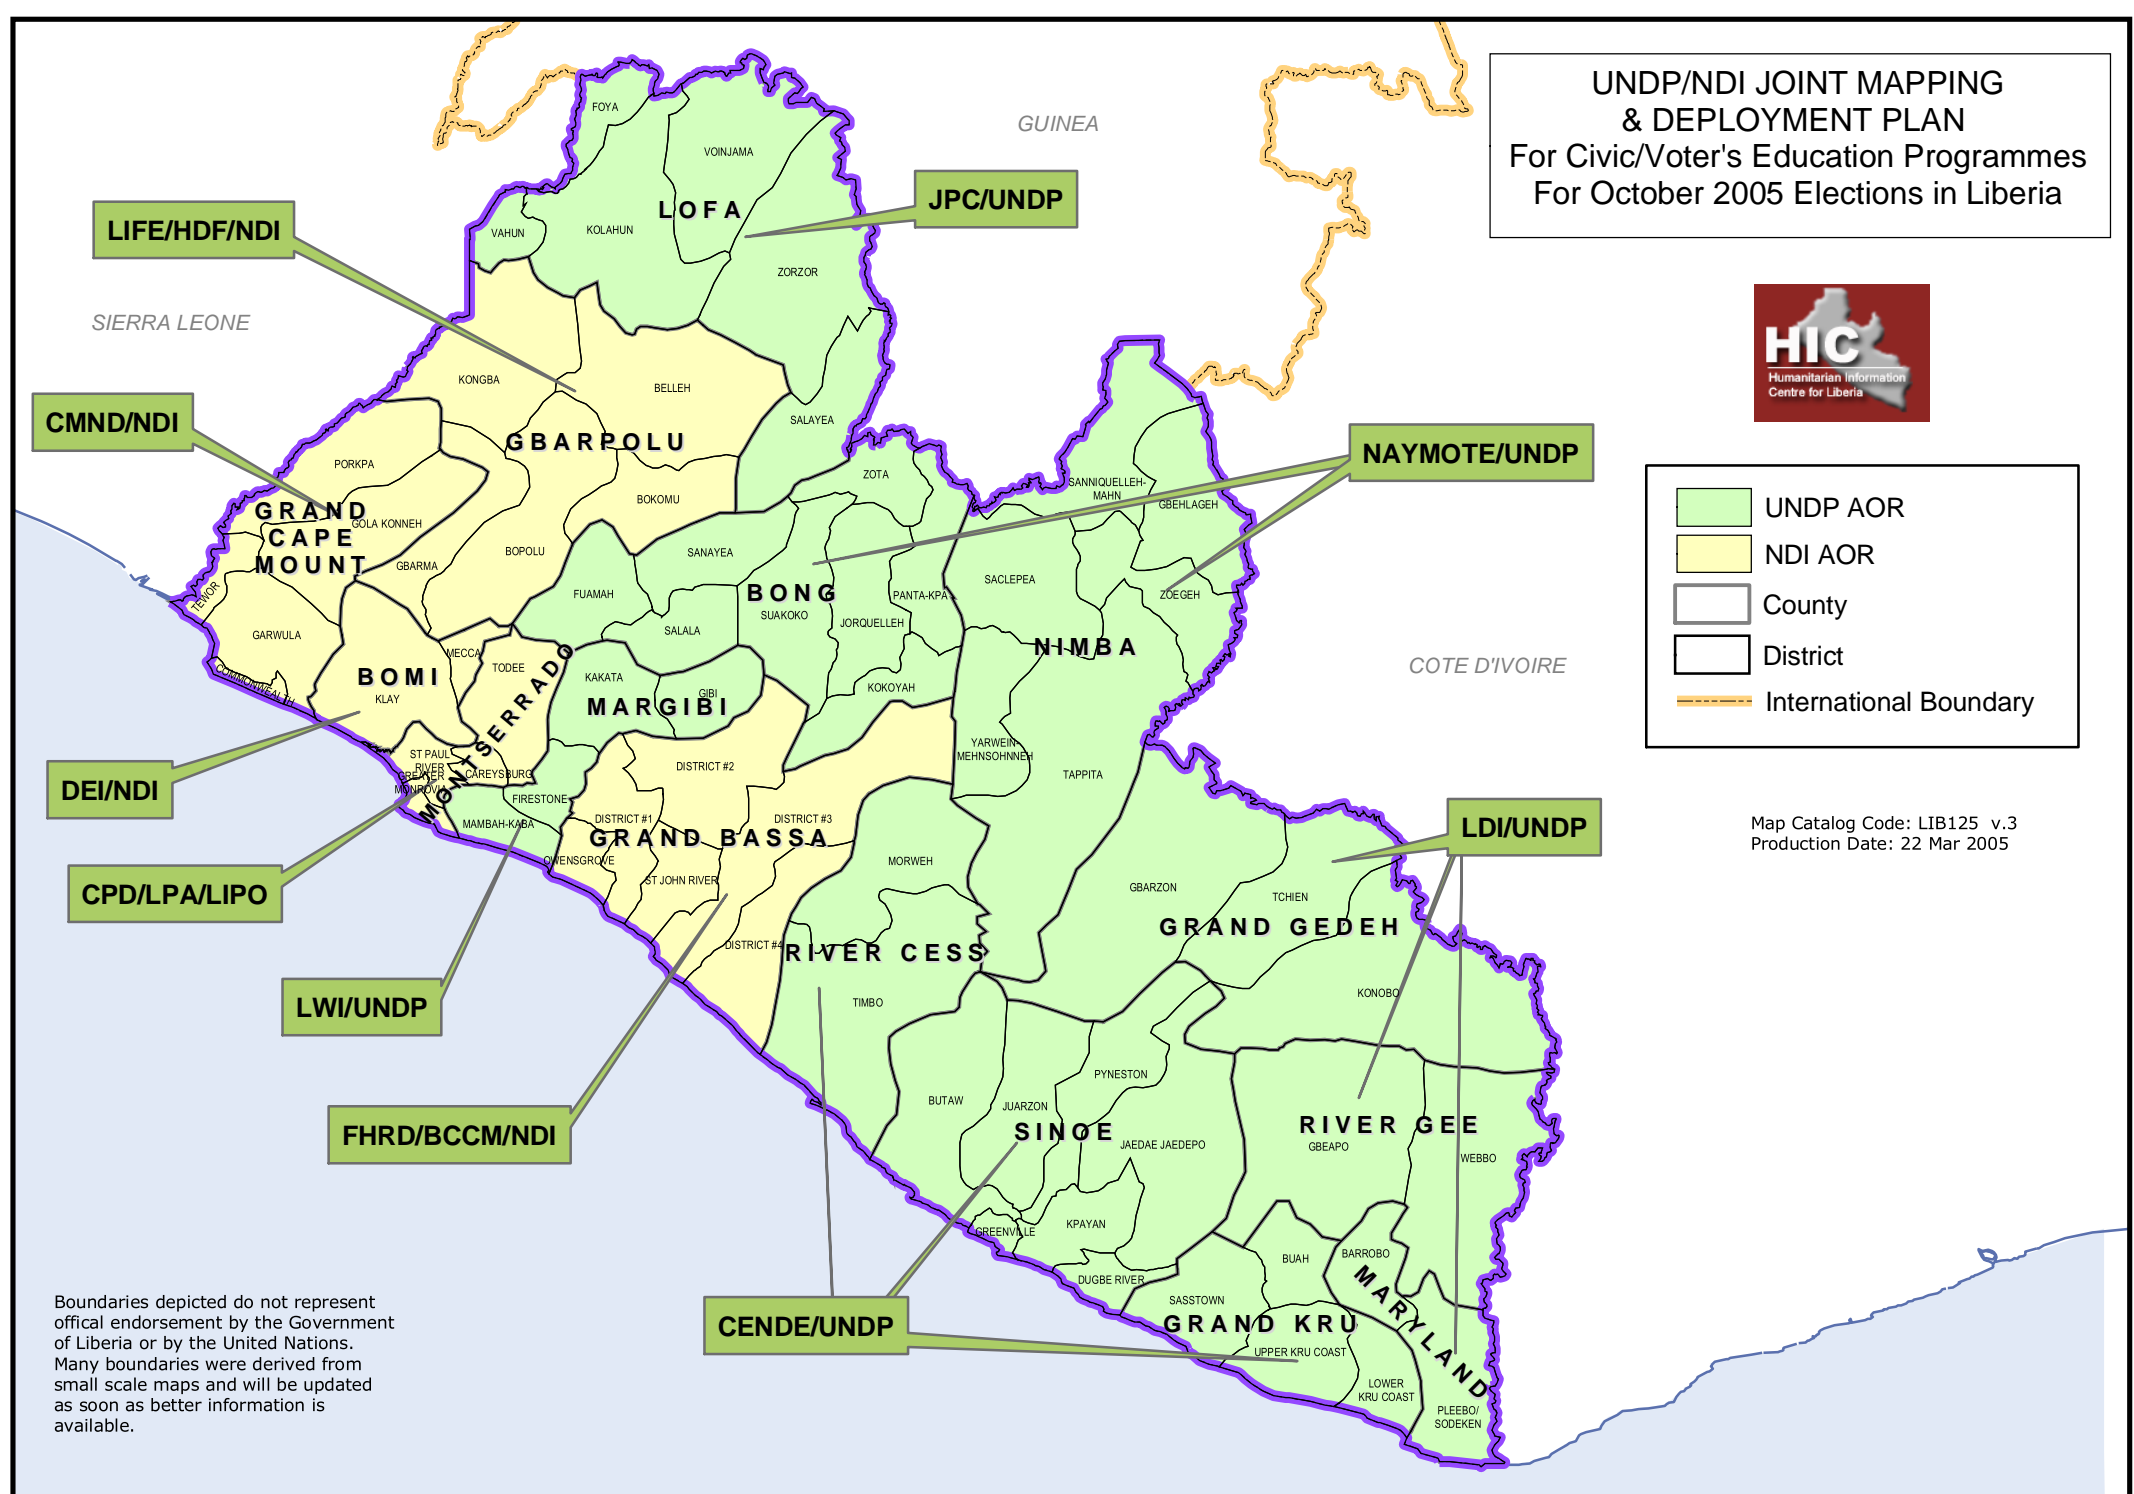 UNDP/NDI JOINT MAPPING
& DEPLOYMENT PLAN
For Civic/Voter's Education Programmes
For October 2005 Elections in Liberia
HIC
Humanitarian Information
Centre for Liberia
UNDP AOR
NDI AOR
County
District
International Boundary
Map Catalog Code: LIB125 v.3
Production Date: 22 Mar 2005
GUINEA
SIERRA LEONE
COTE D'IVOIRE
LIFE/HDF/NDI
JPC/UNDP
CMND/NDI
NAYMOTE/UNDP
DEI/NDI
LDI/UNDP
CPD/LPA/LIPO
LWI/UNDP
FHRD/BCCM/NDI
CENDE/UNDP
LOFA
FOYA
VOINJAMA
VAHUN
KOLAHUN
ZORZOR
SALAYEA
GBARPOLU
KONGBA
BELLEH
BOKOMU
BOPOLU
GBARMA
GRAND
CAPE
MOUNT
PORKPA
GOLA KONNEH
TEWOR
GARWULA
COMMONWEALTH
BOMI
KLAY
MECCA
MONTSERRADO
TODEE
ST PAUL
RIVER
GREATER
MONROVIA
CAREYSBURG
MARGIBI
KAKATA
GIBI
FIRESTONE
MAMBAH-KABA
BONG
ZOTA
SANAYEA
FUAMAH
SALALA
SUAKOKO
JORQUELLEH
PANTA-KPA
KOKOYAH
NIMBA
SANNIQUELLEH-
MAHN
GBEHLAGEH
SACLEPEA
ZOEGEH
YARWEIN-
MEHNSOHNNEH
TAPPITA
GRAND BASSA
DISTRICT #2
DISTRICT #1
DISTRICT #3
OWENSGROVE
ST JOHN RIVER
DISTRICT #4
RIVER CESS
MORWEH
TIMBO
GRAND GEDEH
GBARZON
TCHIEN
KONOBO
SINOE
BUTAW
JUARZON
PYNESTON
JAEDAE JAEDEPO
GREENVILLE
KPAYAN
DUGBE RIVER
RIVER GEE
GBEAPO
WEBBO
GRAND KRU
BUAH
SASSTOWN
UPPER KRU COAST
LOWER
KRU COAST
MARYLAND
BARROBO
PLEEBO/
SODEKEN
Boundaries depicted do not represent
offical endorsement by the Government
of Liberia or by the United Nations.
Many boundaries were derived from
small scale maps and will be updated
as soon as better information is
available.